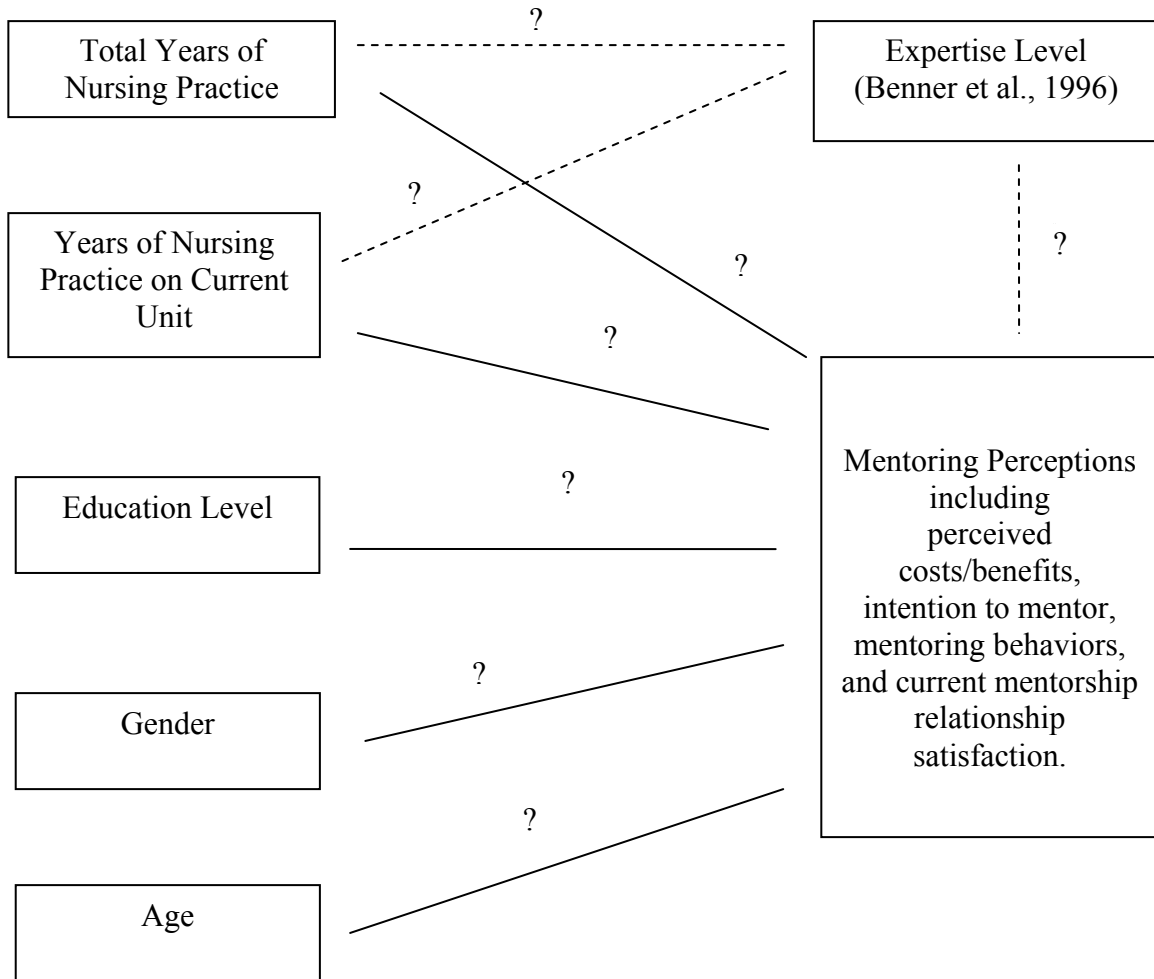 ?
Total Years of
Nursing Practice
Expertise Level
(Benner et al., 1996)
?
Years of Nursing
Practice on Current
Unit
?
?
?
Mentoring Perceptions
including
perceived
costs/benefits,
intention to mentor,
mentoring behaviors,
and current mentorship
relationship
satisfaction.
?
Education Level
?
Gender
?
Age